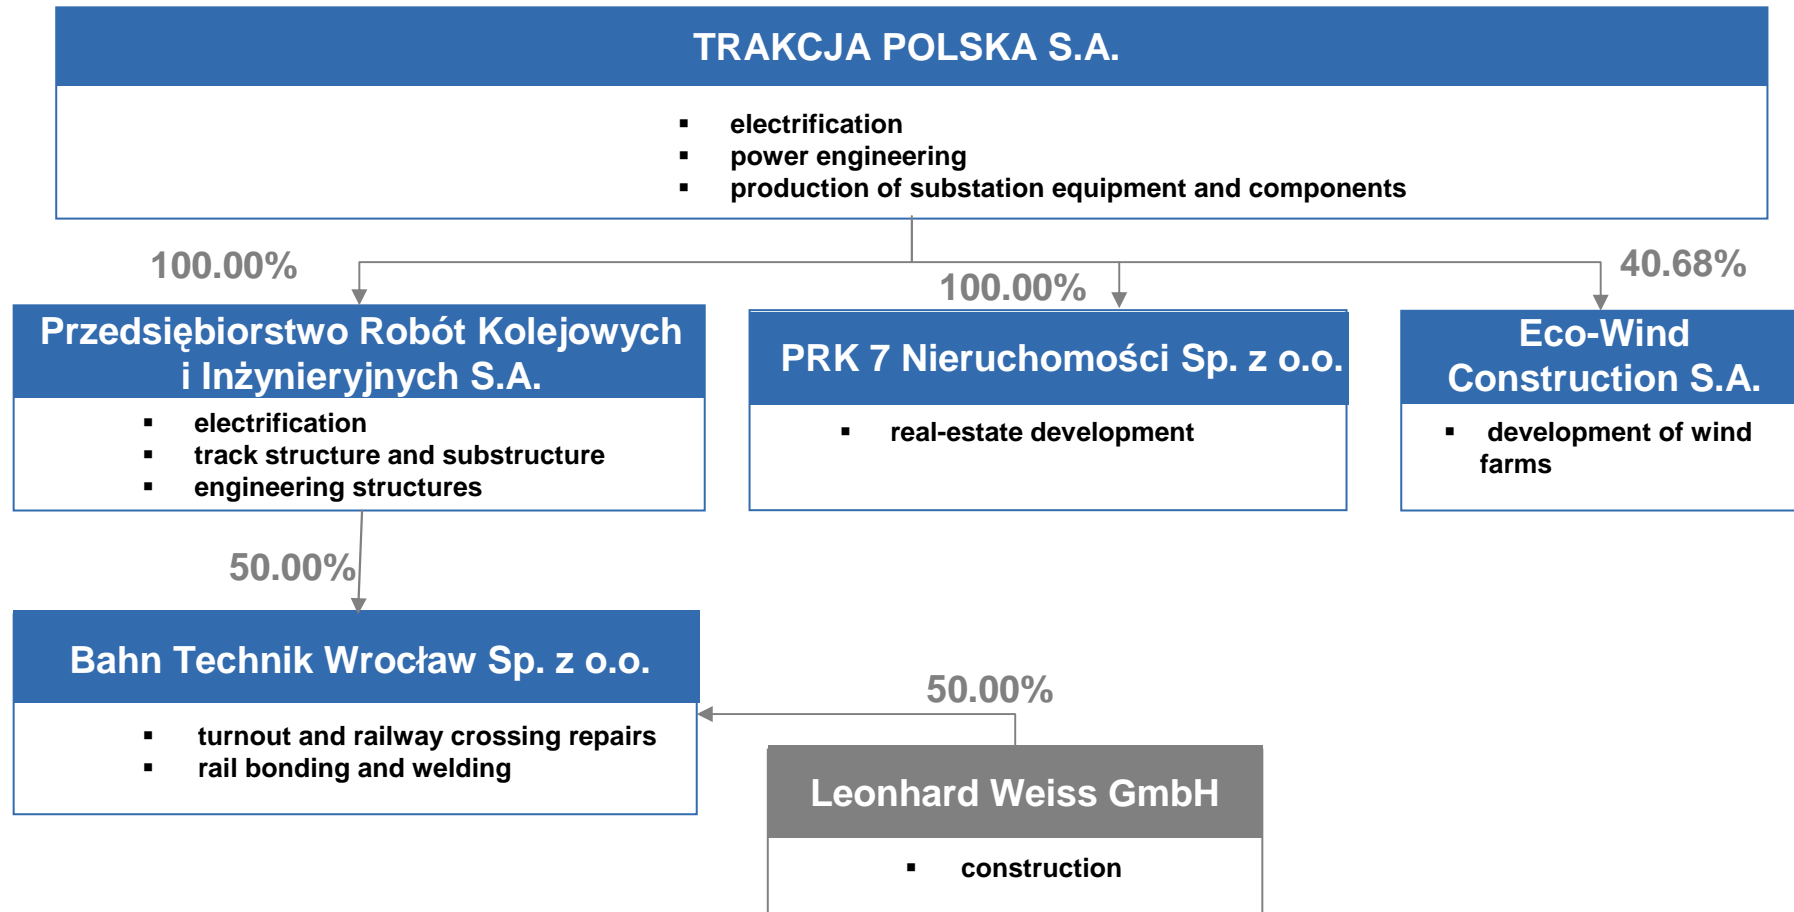 TRAKCJA POLSKA S.A.
▪ electrification
▪ power engineering
▪ production of substation equipment and components
100.00%
100.00%
40.68%
Przedsiębiorstwo Robót Kolejowych
i Inżynieryjnych S.A.
▪ electrification
▪ track structure and substructure
▪ engineering structures
PRK 7 Nieruchomości Sp. z o.o.
▪ real-estate development
Eco-Wind
Construction S.A.
▪ development of wind
farms
50.00%
Bahn Technik Wrocław Sp. z o.o.
▪ turnout and railway crossing repairs
▪ rail bonding and welding
50.00%
Leonhard Weiss GmbH
▪ construction